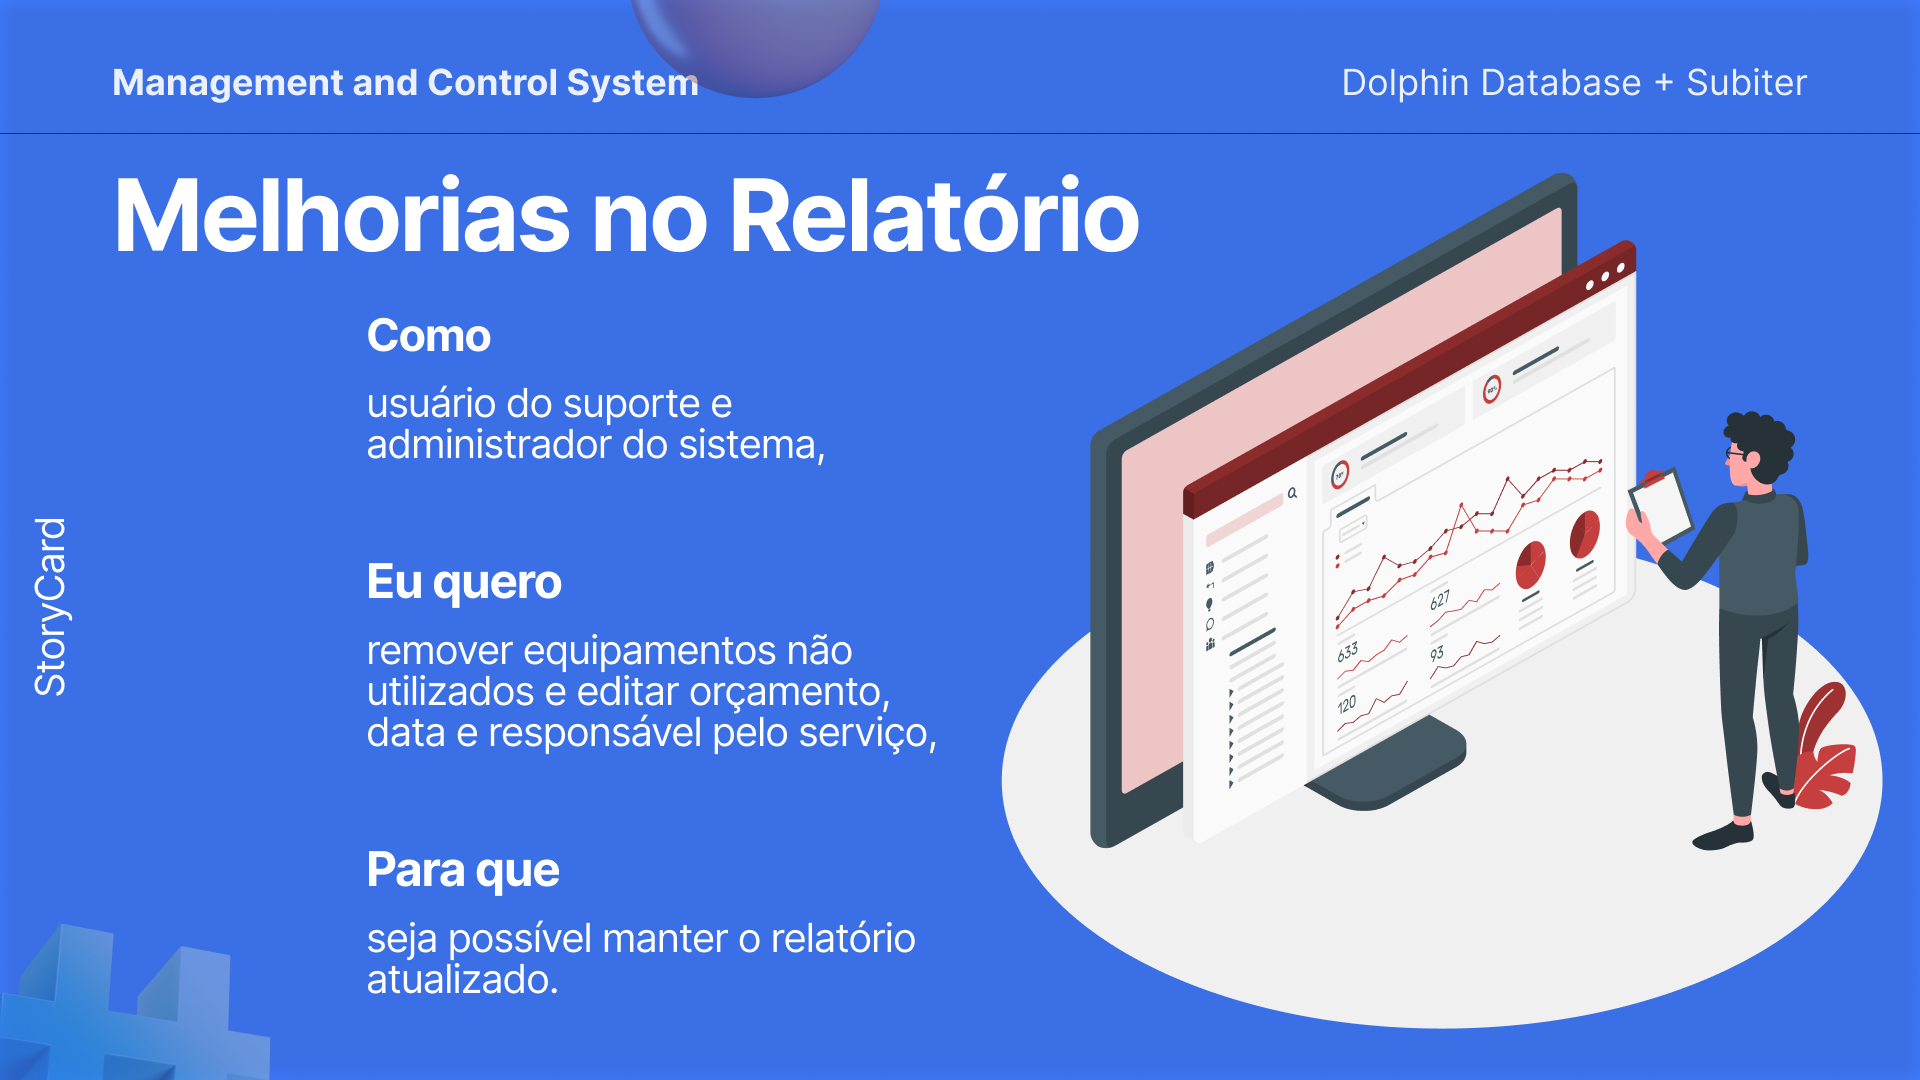 Management and Control System
Dolphin Database + Subiter
Melhorias no Relatório
Como
usuário do suporte e
administrador do sistema,
Eu quero
remover equipamentos não
utilizados e editar orçamento,
data e responsável pelo serviço,
Para que
seja possível manter o relatório
atualizado.
StoryCard
627
633
93
120